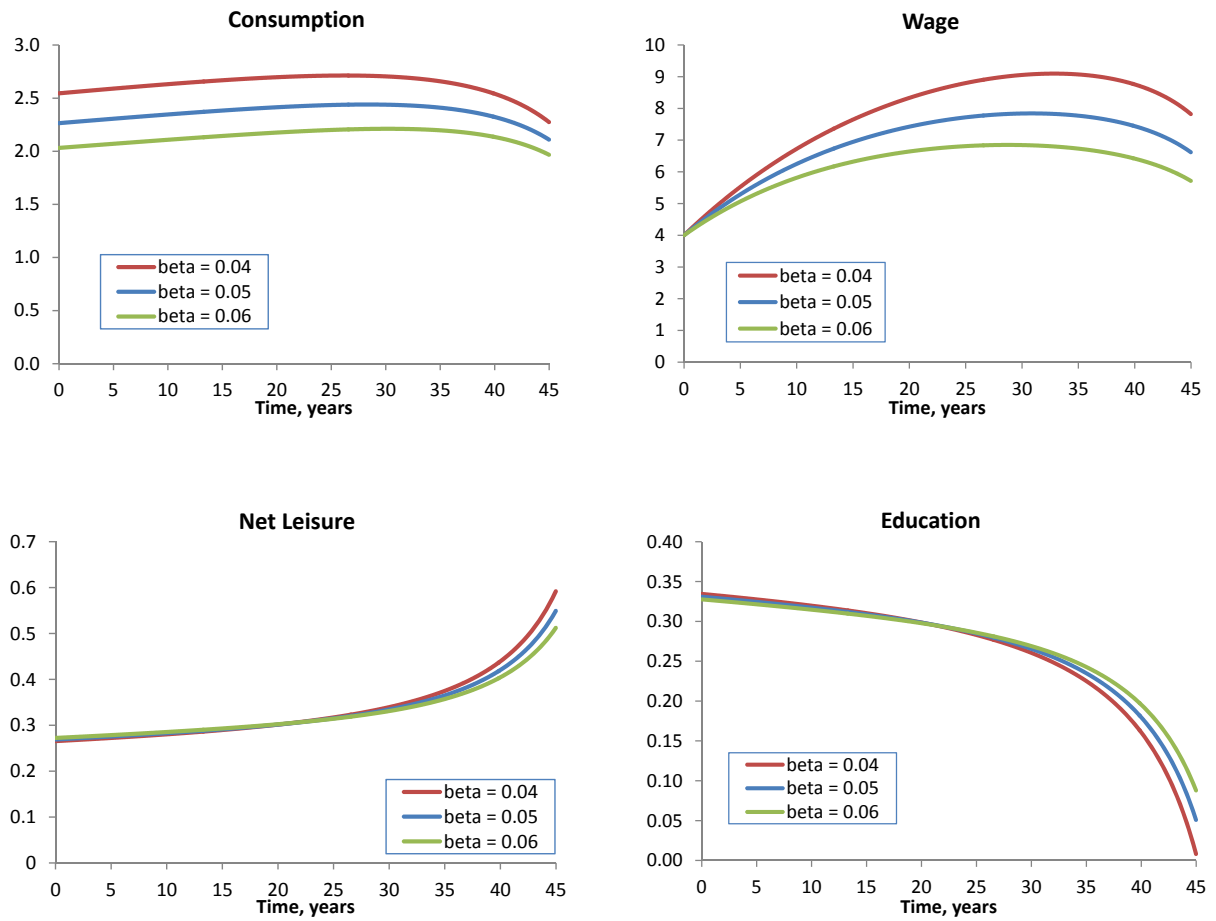 Consumption
3.0
2.5
2.0
1.5
1.0
0.5
0.0
beta = 0.04
beta = 0.05
beta = 0.06
0 5 10 15 20 25 30 35 40 45
Time, years
Wage
10
9
8
7
6
5
4
3
2
1
0
beta = 0.04
beta = 0.05
beta = 0.06
0 5 10 15 20 25 30 35 40 45
Time, years
Net Leisure
0.7
0.6
0.5
0.4
0.3
0.2
0.1
0
beta = 0.04
beta = 0.05
beta = 0.06
0 5 10 15 20 25 30 35 40 45
Time, years
Education
0.40
0.35
0.30
0.25
0.20
0.15
0.10
0.05
0.00
beta = 0.04
beta = 0.05
beta = 0.06
0 5 10 15 20 25 30 35 40 45
Time, years